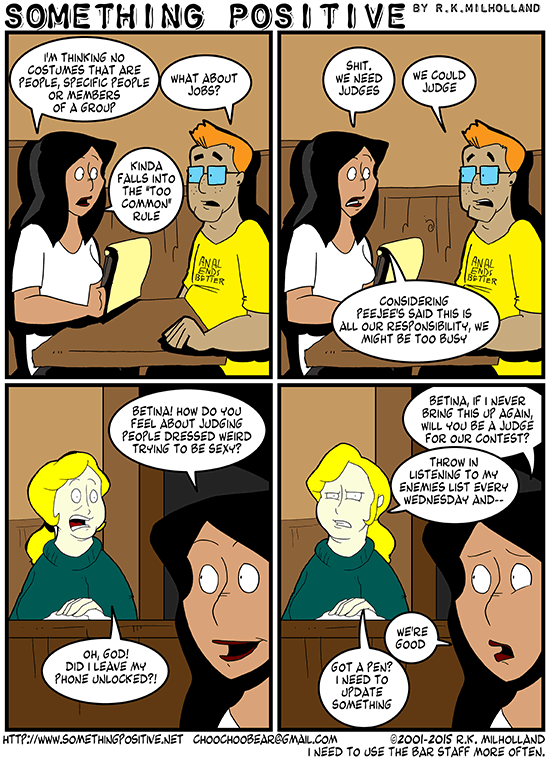 SOMETHING POSITIVE BY R.K.MILHOLLAND
I'M THINKING NO
COSTUMES THAT ARE
PEOPLE, SPECIFIC PEOPLE
OR MEMBERS
OF A GROUP
WHAT ABOUT
JOBS?
KINDA
FALLS INTO
THE "TOO
COMMON"
RULE
ANAL
ENDS
BETTER
SHIT.
WE NEED
JUDGES
WE COULD
JUDGE
ANAL
ENDS
BETTER
CONSIDERING
PEEJEE'S SAID THIS IS
ALL OUR RESPONSIBILITY, WE
MIGHT BE TOO BUSY
BETINA! HOW DO YOU
FEEL ABOUT JUDGING
PEOPLE DRESSED WEIRD
TRYING TO BE SEXY?
OH, GOD!
DID I LEAVE MY
PHONE UNLOCKED?!
BETINA, IF I NEVER
BRING THIS UP AGAIN,
WILL YOU BE A JUDGE
FOR OUR CONTEST?
THROW IN
LISTENING TO MY
ENEMIES LIST EVERY
WEDNESDAY AND--
WE'RE
GOOD
GOT A PEN?
I NEED TO
UPDATE
SOMETHING
HTTP://WWW.SOMETHINGPOSITIVE.NET CHOOCHOOBEAR@GMAIL.COM ©2001-2015 R.K. MILHOLLAND
I NEED TO USE THE BAR STAFF MORE OFTEN.